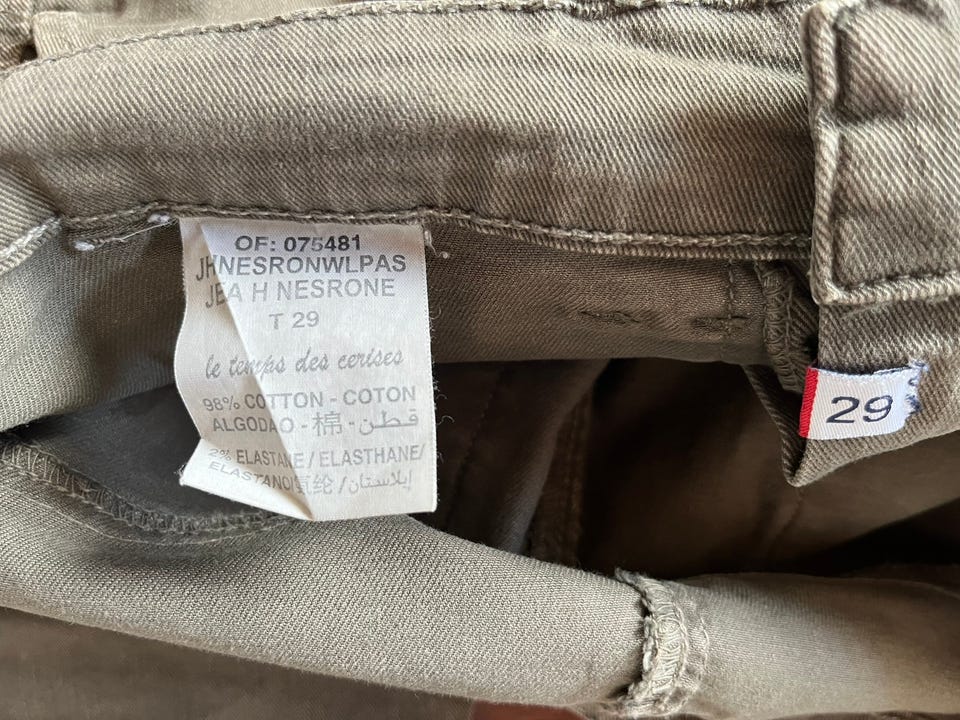 OF: 075481
JHNESRONWLPAS
JEA H NESRONE
T 29
le temps des cerises
98% COTTON - COTON
ALGODAO - 棉 - قطن
2% ELASTANE / ELASTHANE/
ELASTANO/氨纶/ إيلاستان
29